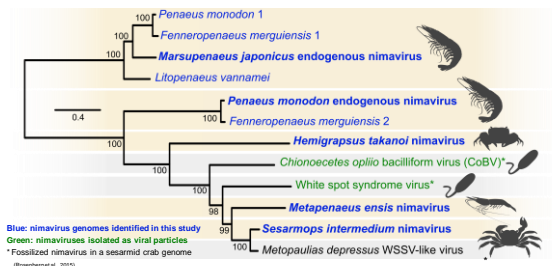 Penaeus monodon 1
100
Fenneropenaeus merguiensis 1
100
Marsupenaeus japonicus endogenous nimavirus
100
Litopenaeus vannamei
0.4
Penaeus monodon endogenous nimavirus
100
Fenneropenaeus merguiensis 2
100
Hemigrapsus takanoi nimavirus
100
Chionoecetes opliio bacilliform virus (CoBV)*
100
White spot syndrome virus*
98
Metapenaeus ensis nimavirus
99
Sesarmops intermedium nimavirus
100
Metopaulias depressus WSSV-like virus
Blue: nimavirus genomes identified in this study
Green: nimaviruses isolated as viral particles
* Fossilized nimavirus in a sesarmid crab genome